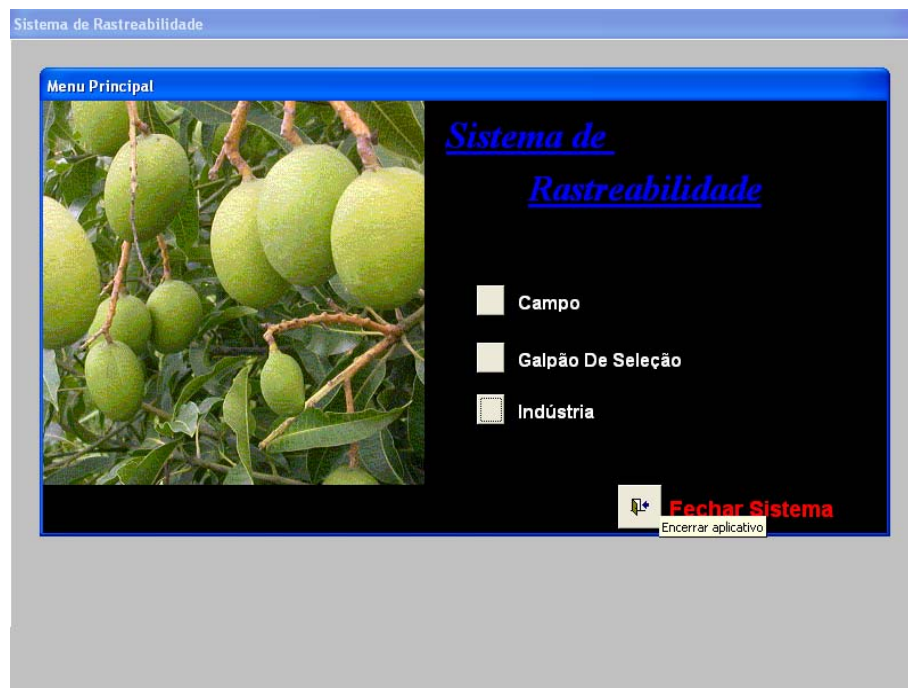 Sistema de Rastreabilidade
Menu Principal
Sistema de
Rastreabilidade
Campo
Galpão De Seleção
Indústria
Fechar Sistema
Encerrar aplicativo